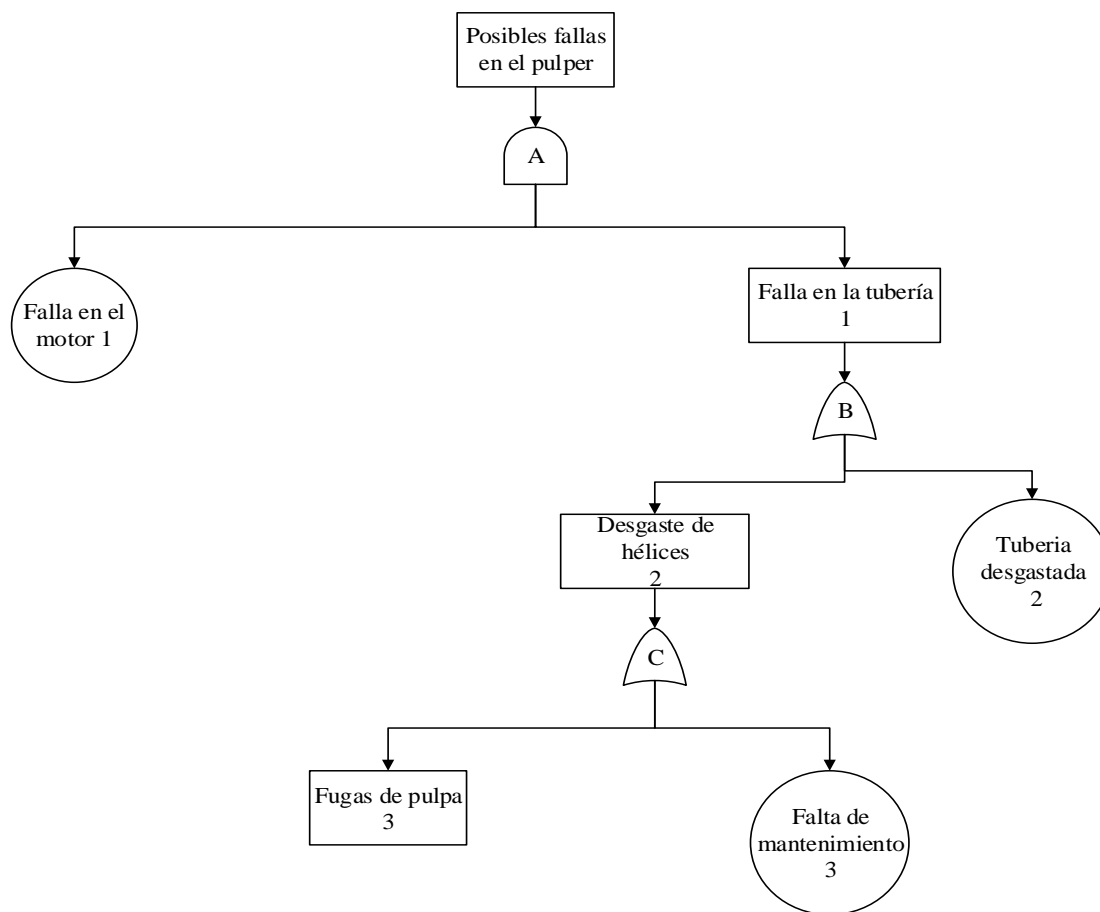 Posibles fallas
en el pulper
A
Falla en el
motor 1
Falla en la tubería
1
B
Desgaste de
hélices
2
Tuberia
desgastada
2
C
Fugas de pulpa
3
Falta de
mantenimiento
3